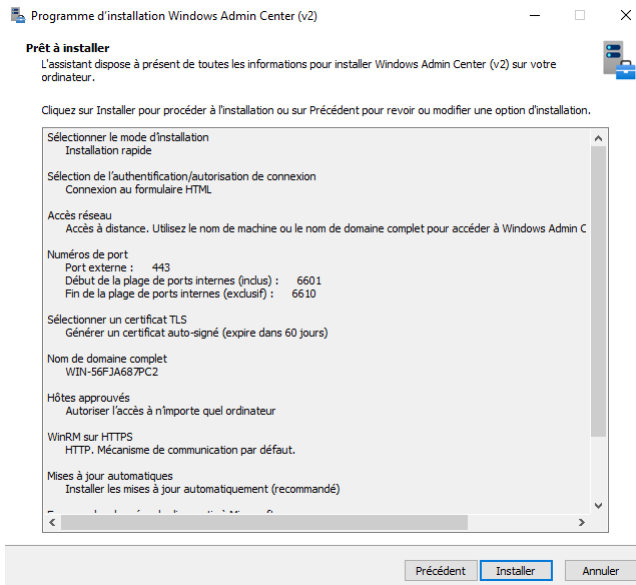 Programme d'installation Windows Admin Center (v2)
Prêt à installer
L'assistant dispose à présent de toutes les informations pour installer Windows Admin Center (v2) sur votre
ordinateur.
Cliquez sur Installer pour procéder à l'installation ou sur Précédent pour revoir ou modifier une option d'installation.
Sélectionner le mode d'installation
Installation rapide
Sélection de l'authentification/autorisation de connexion
Connexion au formulaire HTML
Accès réseau
Accès à distance. Utilisez le nom de machine ou le nom de domaine complet pour accéder à Windows Admin C
Numéros de port
Port externe : 443
Début de la plage de ports internes (inclus) : 6601
Fin de la plage de ports internes (exclusif) : 6610
Sélectionner un certificat TLS
Générer un certificat auto-signé (expire dans 60 jours)
Nom de domaine complet
WIN-56FJA687PC2
Hôtes approuvés
Autoriser l'accès à n'importe quel ordinateur
WinRM sur HTTPS
HTTP. Mécanisme de communication par défaut.
Mises à jour automatiques
Installer les mises à jour automatiquement (recommandé)
Précédent
Installer
Annuler